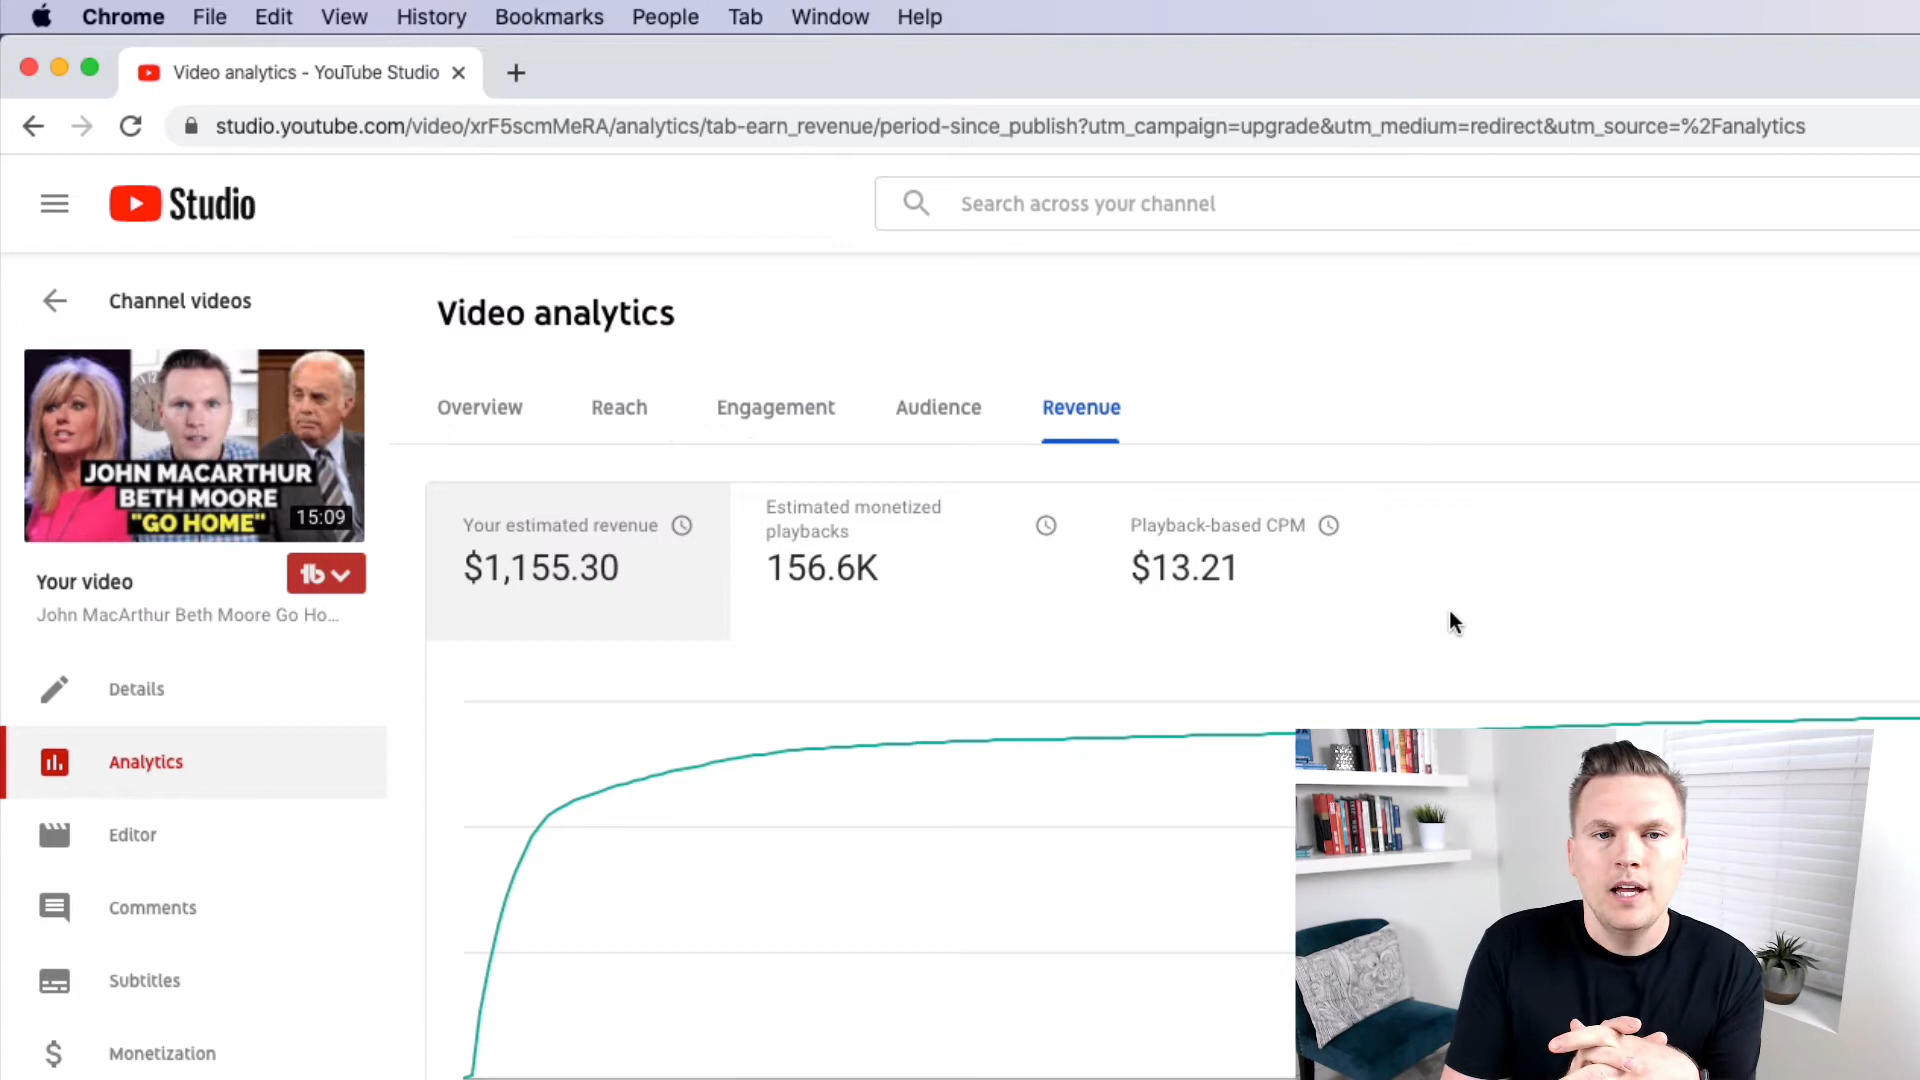 Chrome File Edit View History Bookmarks People Tab Window Help
Video analytics - YouTube Studio
studio.youtube.com/video/xrF5scmMeRA/analytics/tab-earn_revenue/period-since_publish?utm_campaign=upgrade&utm_medium=redirect&utm_source=%2Fanalytics
Studio
Search across your channel
Channel videos
JOHN MACARTHUR
BETH MOORE
"GO HOME"
15:09
Your video
tb
John MacArthur Beth Moore Go Ho...
Details
Analytics
Editor
Comments
Subtitles
Monetization
Video analytics
Overview Reach Engagement Audience Revenue
Your estimated revenue
$1,155.30
Estimated monetized
playbacks
156.6K
Playback-based CPM
$13.21